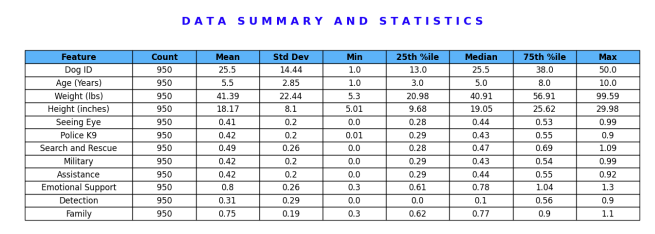 DATA SUMMARY AND STATISTICS
Feature Count Mean Std Dev Min 25th %ile Median 75th %ile Max
Dog ID 950 25.5 14.44 1.0 13.0 25.5 38.0 50.0
Age (Years) 950 5.5 2.85 1.0 3.0 5.0 8.0 10.0
Weight (lbs) 950 41.39 22.44 5.3 20.98 40.91 56.91 99.59
Height (inches) 950 18.17 8.1 5.01 9.68 19.05 25.62 29.98
Seeing Eye 950 0.41 0.2 0.0 0.28 0.44 0.53 0.99
Police K9 950 0.42 0.2 0.01 0.29 0.43 0.55 0.9
Search and Rescue 950 0.49 0.26 0.0 0.28 0.47 0.69 1.09
Military 950 0.42 0.2 0.0 0.29 0.43 0.54 0.99
Assistance 950 0.42 0.2 0.0 0.29 0.44 0.55 0.92
Emotional Support 950 0.8 0.26 0.3 0.61 0.78 1.04 1.3
Detection 950 0.31 0.29 0.0 0.0 0.1 0.56 0.9
Family 950 0.75 0.19 0.3 0.62 0.77 0.9 1.1